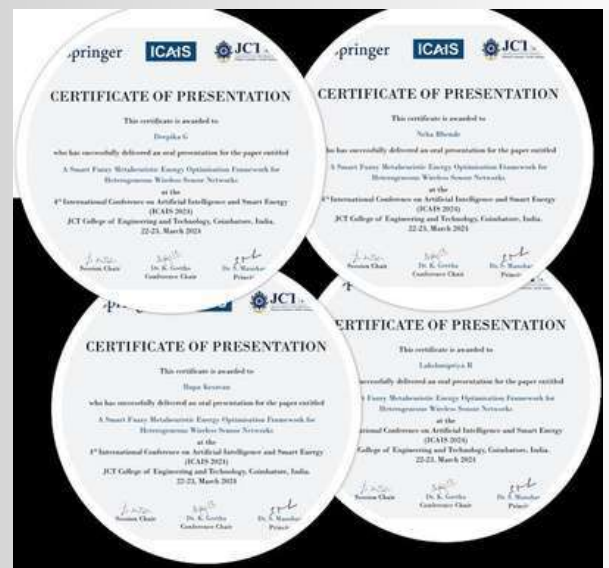 springer ICAIS JCT
CERTIFICATE OF PRESENTATION
This certificate is awarded to
Deepika G
who has successfully delivered an oral presentation for the paper entitled
A Smart Fuzzy Metaheuristic Energy Optimization Framework for
Heterogeneous Wireless Sensor Networks
at the
4th International Conference on Artificial Intelligence and Smart Energy
(ICAIS 2024)
JCT College of Engineering and Technology, Coimbatore, India.
22-23, March 2024
Session Chair
Dr. K. Geetha
Conference Chair
Dr. S. Manohar
Princi
springer ICAIS JCT
CERTIFICATE OF PRESENTATION
This certificate is awarded to
Neha Bhende
who has successfully delivered an oral presentation for the paper entitled
A Smart Fuzzy Metaheuristic Energy Optimization Framework for
Heterogeneous Wireless Sensor Networks
at the
4th International Conference on Artificial Intelligence and Smart Energy
(ICAIS 2024)
JCT College of Engineering and Technology, Coimbatore, India.
22-23, March 2024
Session Chair
Dr. K. Geetha
Conference Chair
Dr. S. Manohar
Princi
JCT
CERTIFICATE OF PRESENTATION
This certificate is awarded to
Keseran
who has successfully delivered an oral presentation for the paper entitled
A Smart Fuzzy Metaheuristic Energy Optimization Framework for
Heterogeneous Wireless Sensor Networks
at the
4th International Conference on Artificial Intelligence and Smart Energy
(ICAIS 2024)
JCT College of Engineering and Technology, Coimbatore, India.
22-23, March 2024
Session Chair
Dr. K. Geetha
Conference Chair
Dr. S. Manohar
Princi
ERTIFICATE OF PRESENTATION
This certificate is awarded to
Lakshmipriya B
successfully delivered an oral presentation for the paper entitled
Fuzzy Metaheuristic Energy Optimization Framework for
Heterogeneous Wireless Sensor Networks
at the
Conference on Artificial Intelligence and Smart Energy
(ICAIS 2024)
College of Engineering and Technology, Coimbatore, India.
22-23, March 2024
Session Chair
Dr. K. Geetha
Conference Chair
Dr. S. Manohar
Princi